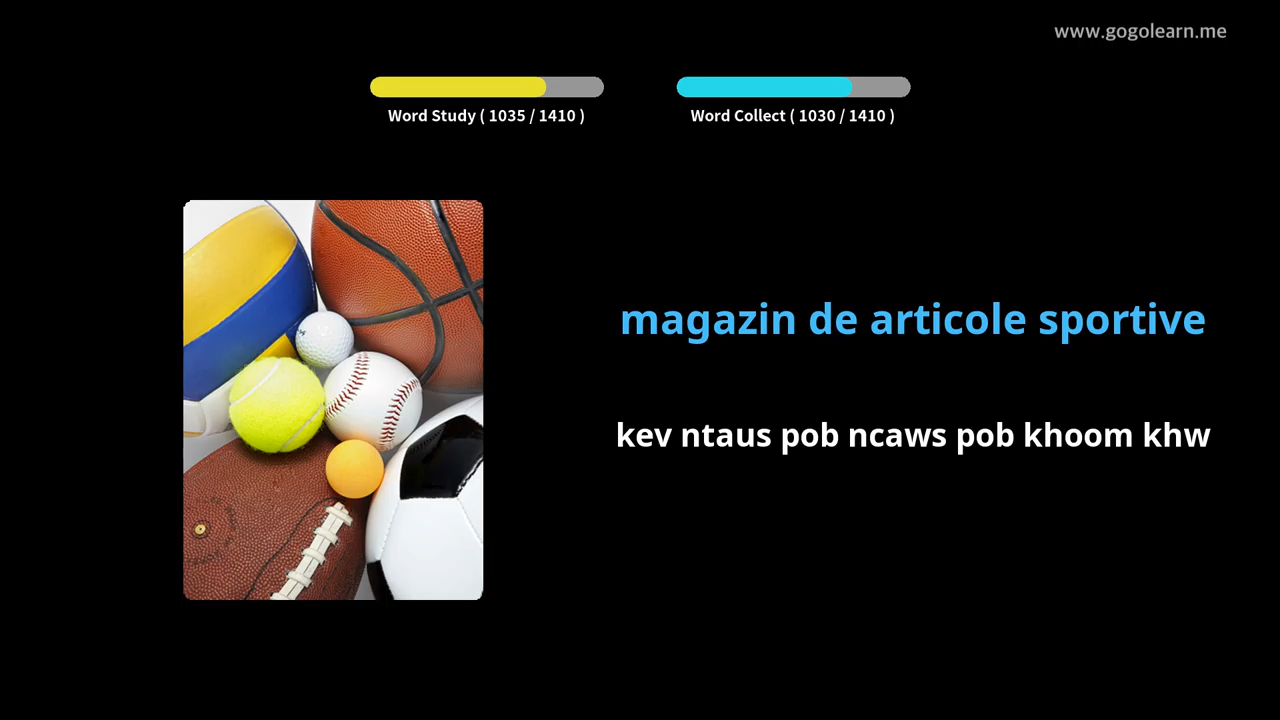 www.gogolearn.me
Word Study ( 1035 / 1410 )
Word Collect ( 1030 / 1410 )
magazin de articole sportive
kev ntaus pob ncaws pob khoom khw